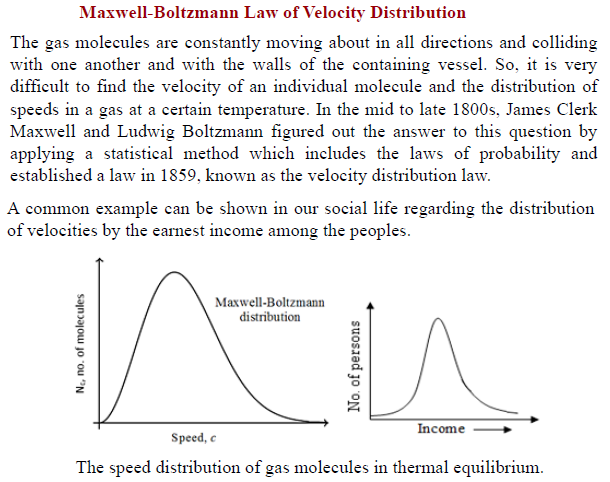 Maxwell-Boltzmann Law of Velocity Distribution
The gas molecules are constantly moving about in all directions and colliding
with one another and with the walls of the containing vessel. So, it is very
difficult to find the velocity of an individual molecule and the distribution of
speeds in a gas at a certain temperature. In the mid to late 1800s, James Clerk
Maxwell and Ludwig Boltzmann figured out the answer to this question by
applying a statistical method which includes the laws of probability and
established a law in 1859, known as the velocity distribution law.
A common example can be shown in our social life regarding the distribution
of velocities by the earnest income among the peoples.
N꜀, no. of molecules
Maxwell-Boltzmann
distribution
Speed, c
No. of persons
Income
The speed distribution of gas molecules in thermal equilibrium.